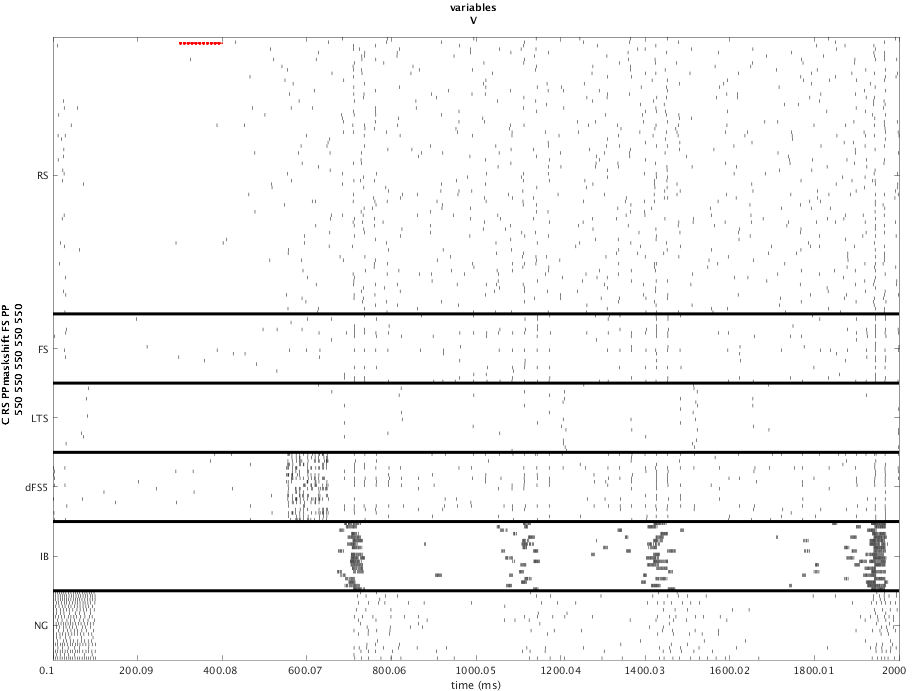 variables
V
RS
FS
LTS
dFS5
IB
NG
C RS PPmaskshift FS PP
550 550 550 550 550
0.1 200.09 400.08 600.07 800.06 1000.05 1200.04 1400.03 1600.02 1800.01 2000
time (ms)